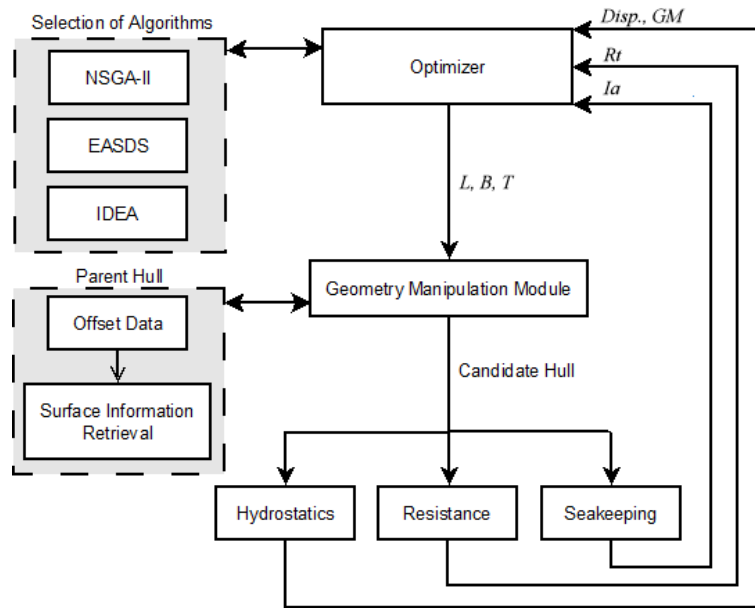 Selection of Algorithms
NSGA-II
EASDS
IDEA
Optimizer
Disp., GM
Rt
Ia
L, B, T
Parent Hull
Offset Data
Surface Information
Retrieval
Geometry Manipulation Module
Candidate Hull
Hydrostatics
Resistance
Seakeeping